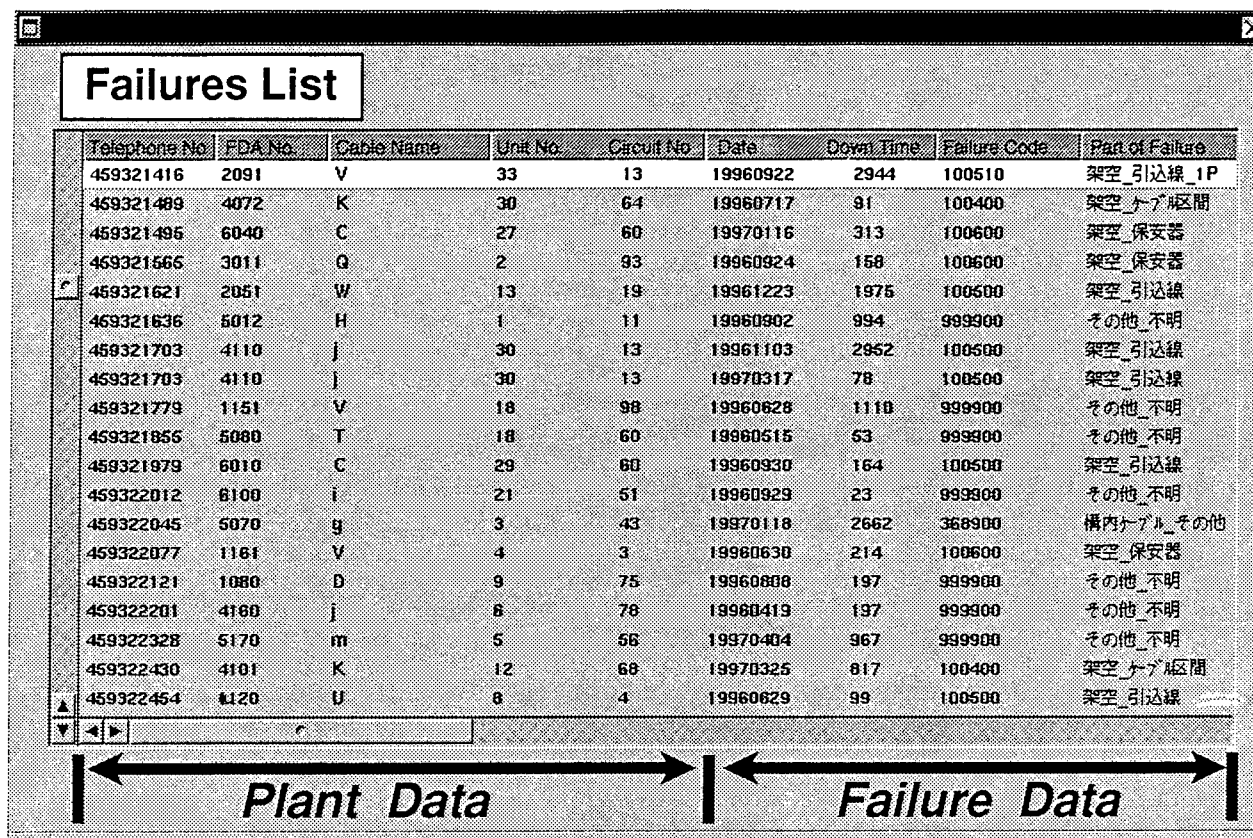 Failures List
Telephone No FDA No. Cable Name Unit No. Circuit No Date Down Time Failure Code Part of Failure
459321416 2091 V 33 13 19960922 2944 100510 架空_引込線_1P
459321489 4072 K 30 64 19960717 91 100400 架空_ケーブル区間
459321495 6040 C 27 60 19970116 313 100600 架空_保安器
459321565 3011 Q 2 93 19960924 158 100600 架空_保安器
459321621 2051 W 13 19 19961223 1975 100500 架空_引込線
459321636 5012 H 1 11 19960902 994 999900 その他_不明
459321703 4110 j 30 13 19961103 2952 100500 架空_引込線
459321703 4110 j 30 13 19970317 78 100500 架空_引込線
459321779 1151 V 18 98 19960628 1110 999900 その他_不明
459321855 5080 T 18 60 19960515 53 999900 その他_不明
459321979 6010 C 29 60 19960930 164 100500 架空_引込線
459322012 6100 i 21 51 19960929 23 999900 その他_不明
459322045 5070 g 3 43 19970118 2662 368900 構内ケーブル_その他
459322077 1161 V 4 3 19960630 214 100600 架空_保安器
459322121 1080 D 9 75 19960808 197 999900 その他_不明
459322201 4160 j 6 78 19960419 197 999900 その他_不明
459322328 5170 m 5 56 19970404 967 999900 その他_不明
459322430 4101 K 12 68 19970325 817 100400 架空_ケーブル区間
459322454 U 8 4 19960629 99 100500 架空_引込線
Plant Data Failure Data